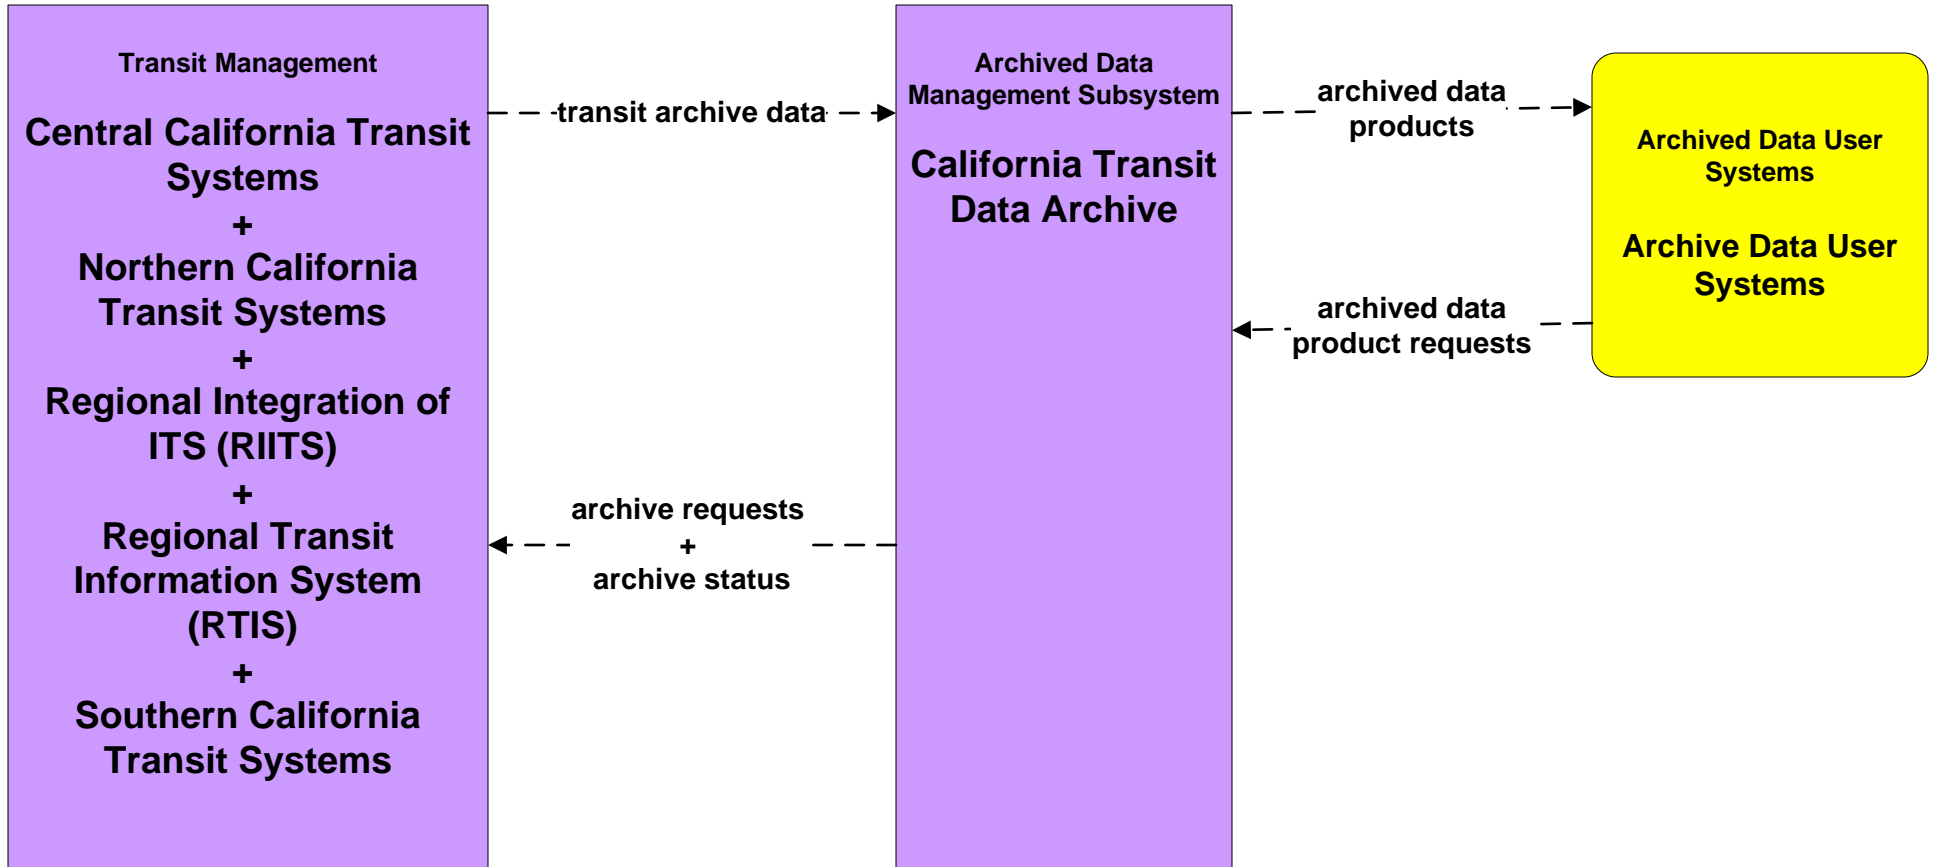 Transit Management
Central California Transit
Systems
+
Northern California
Transit Systems
+
Regional Integration of
ITS (RIITS)
+
Regional Transit
Information System
(RTIS)
+
Southern California
Transit Systems
transit archive data
archive requests
+
archive status
Archived Data
Management Subsystem
California Transit
Data Archive
archived data
products
archived data
product requests
Archived Data User
Systems
Archive Data User
Systems